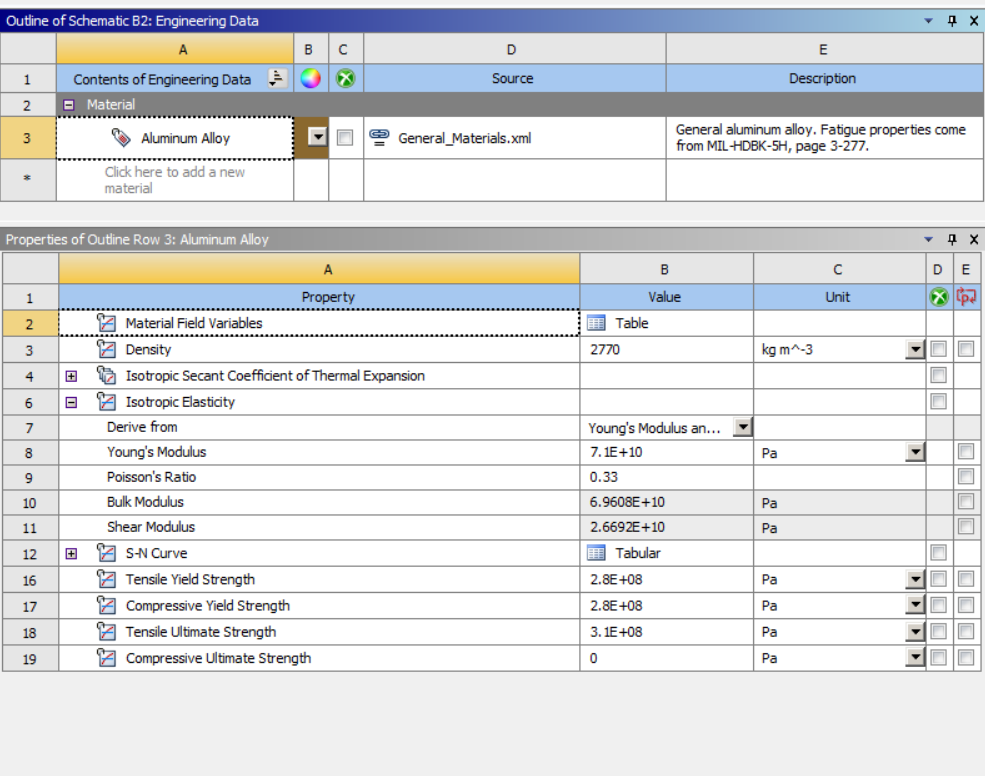 Outline of Schematic B2: Engineering Data
A B C D E
1 Contents of Engineering Data Source Description
2 Material
3 Aluminum Alloy General_Materials.xml General aluminum alloy. Fatigue properties come
from MIL-HDBK-5H, page 3-277.
* Click here to add a new
material
Properties of Outline Row 3: Aluminum Alloy
A B C D E
1 Property Value Unit
2 Material Field Variables Table
3 Density 2770 kg m^-3
4 Isotropic Secant Coefficient of Thermal Expansion
6 Isotropic Elasticity
7 Derive from Young's Modulus an...
8 Young's Modulus 7.1E+10 Pa
9 Poisson's Ratio 0.33
10 Bulk Modulus 6.9608E+10 Pa
11 Shear Modulus 2.6692E+10 Pa
12 S-N Curve Tabular
16 Tensile Yield Strength 2.8E+08 Pa
17 Compressive Yield Strength 2.8E+08 Pa
18 Tensile Ultimate Strength 3.1E+08 Pa
19 Compressive Ultimate Strength 0 Pa